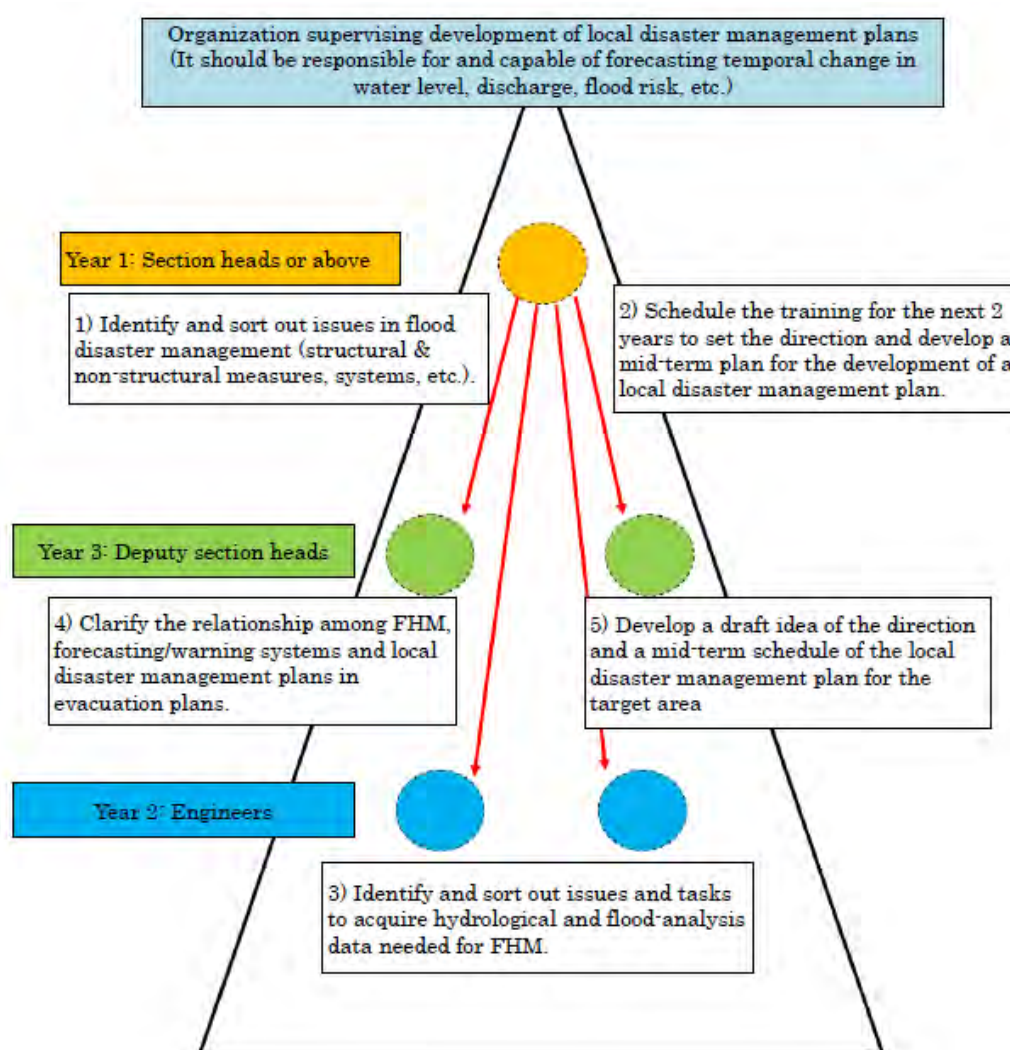 Organization supervising development of local disaster management plans
(It should be responsible for and capable of forecasting temporal change in
water level, discharge, flood risk, etc.)
Year 1: Section heads or above
1) Identify and sort out issues in flood
disaster management (structural &
non-structural measures, systems, etc.).
2) Schedule the training for the next 2
years to set the direction and develop a
mid-term plan for the development of a
local disaster management plan.
Year 3: Deputy section heads
4) Clarify the relationship among FHM,
forecasting/warning systems and local
disaster management plans in
evacuation plans.
5) Develop a draft idea of the direction
and a mid-term schedule of the local
disaster management plan for the
target area
Year 2: Engineers
3) Identify and sort out issues and tasks
to acquire hydrological and flood-analysis
data needed for FHM.